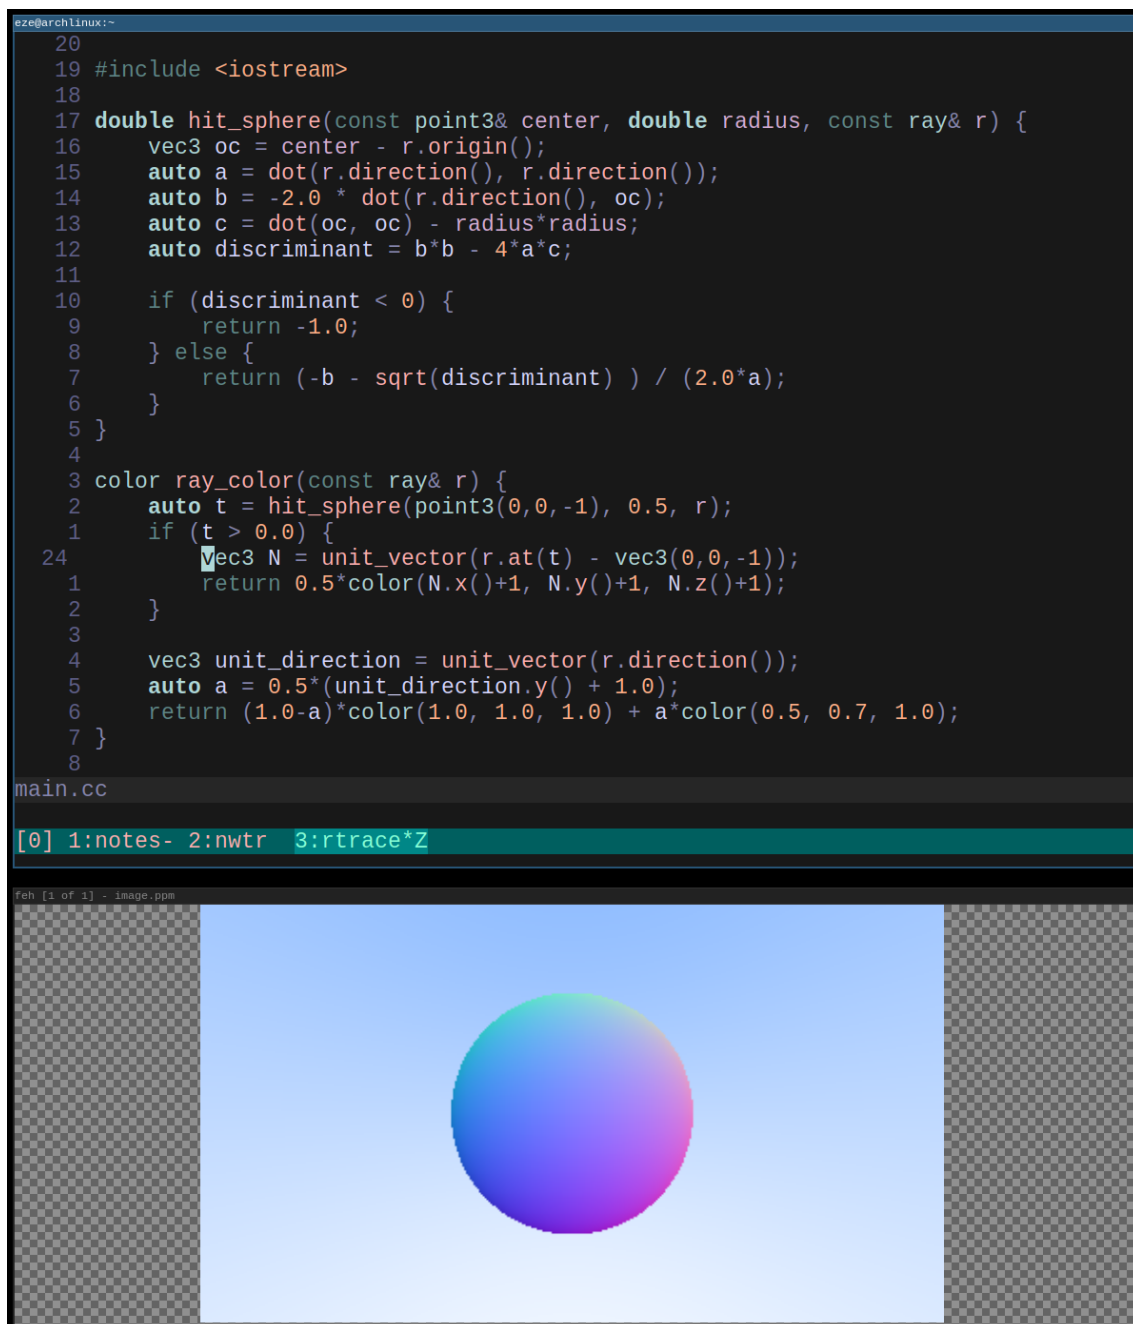 eze@archlinux:~
20
19 #include <iostream>
18
17 double hit_sphere(const point3& center, double radius, const ray& r) {
16     vec3 oc = center - r.origin();
15     auto a = dot(r.direction(), r.direction());
14     auto b = -2.0 * dot(r.direction(), oc);
13     auto c = dot(oc, oc) - radius*radius;
12     auto discriminant = b*b - 4*a*c;
11
10     if (discriminant < 0) {
9         return -1.0;
8     } else {
7         return (-b - sqrt(discriminant) ) / (2.0*a);
6     }
5 }
4
3 color ray_color(const ray& r) {
2     auto t = hit_sphere(point3(0,0,-1), 0.5, r);
1     if (t > 0.0) {
24         vec3 N = unit_vector(r.at(t) - vec3(0,0,-1));
1         return 0.5*color(N.x()+1, N.y()+1, N.z()+1);
2     }
3
4     vec3 unit_direction = unit_vector(r.direction());
5     auto a = 0.5*(unit_direction.y() + 1.0);
6     return (1.0-a)*color(1.0, 1.0, 1.0) + a*color(0.5, 0.7, 1.0);
7 }
8
main.cc
[0] 1:notes- 2:nwtr  3:rtrace*Z
feh [1 of 1] - image.ppm